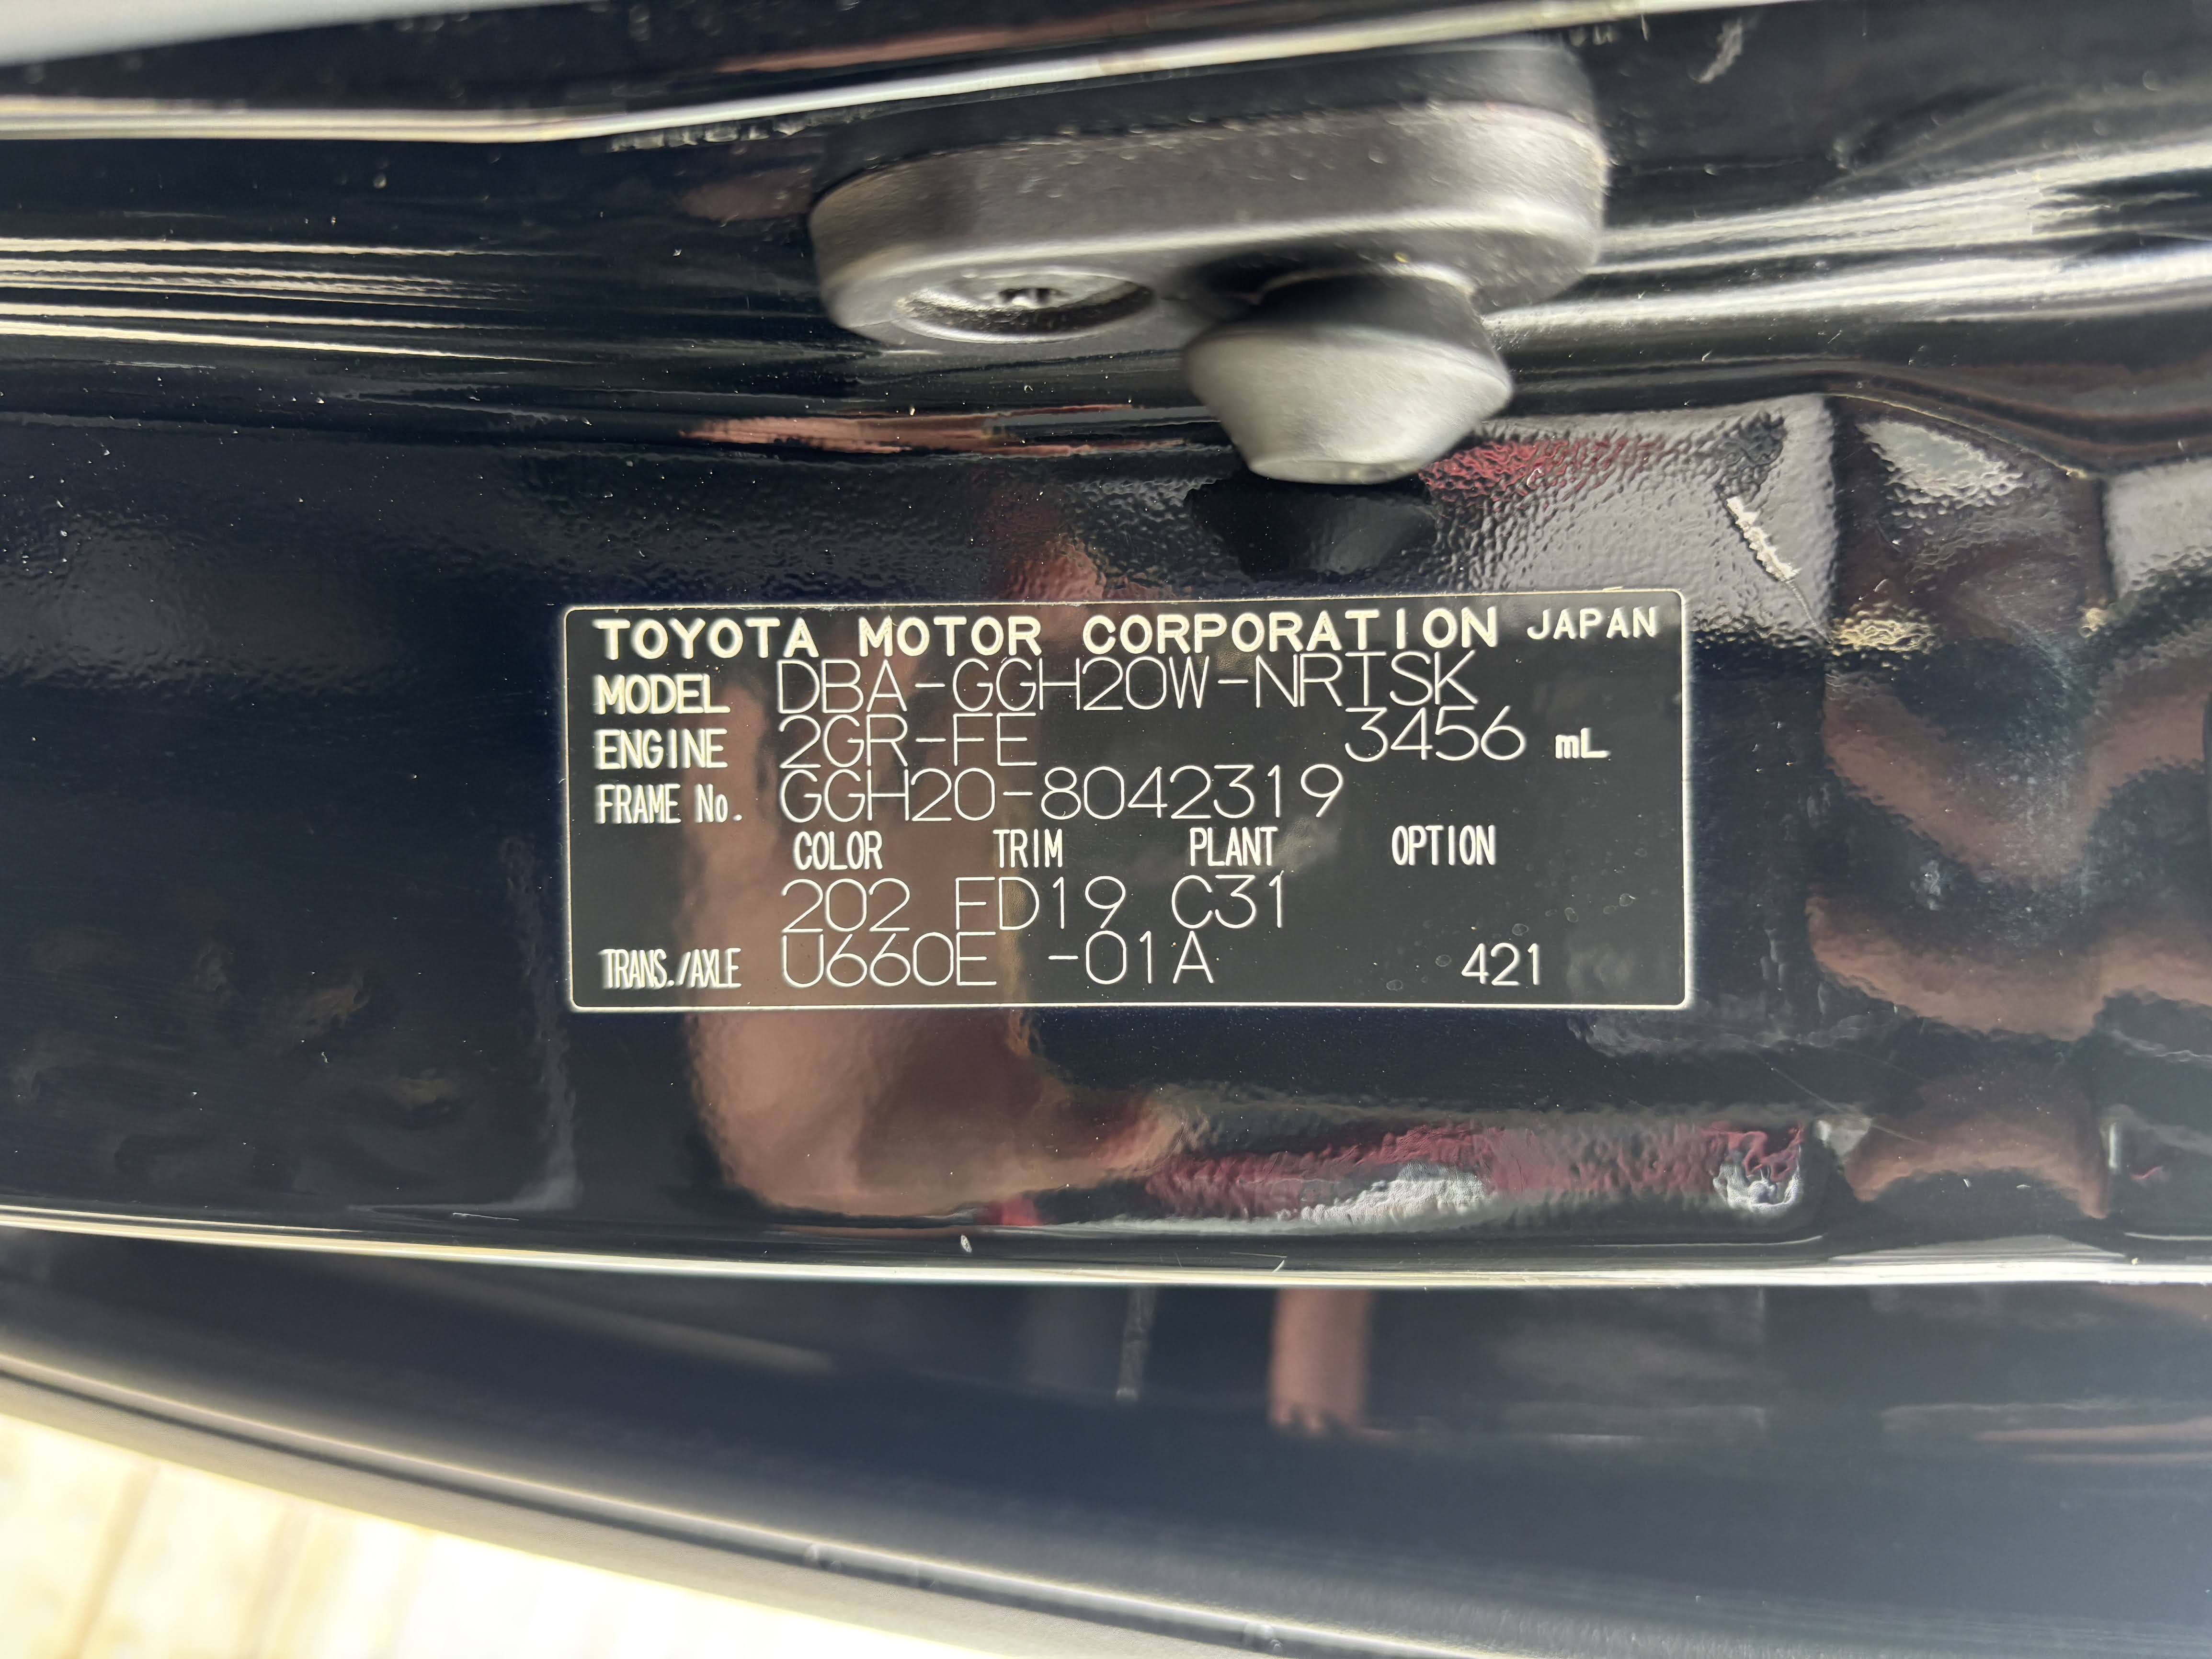 TOYOTA MOTOR CORPORATION JAPAN
MODEL DBA-GGH20W-NRTSK
ENGINE 2GR-FE 3456 mL
FRAME No. GGH20-8042319
COLOR TRIM PLANT OPTION
202 FD19 C31
TRANS./AXLE U660E -01A 421